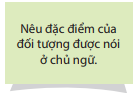 Nêu đặc điểm của
đối tượng được nói
ở chủ ngữ.